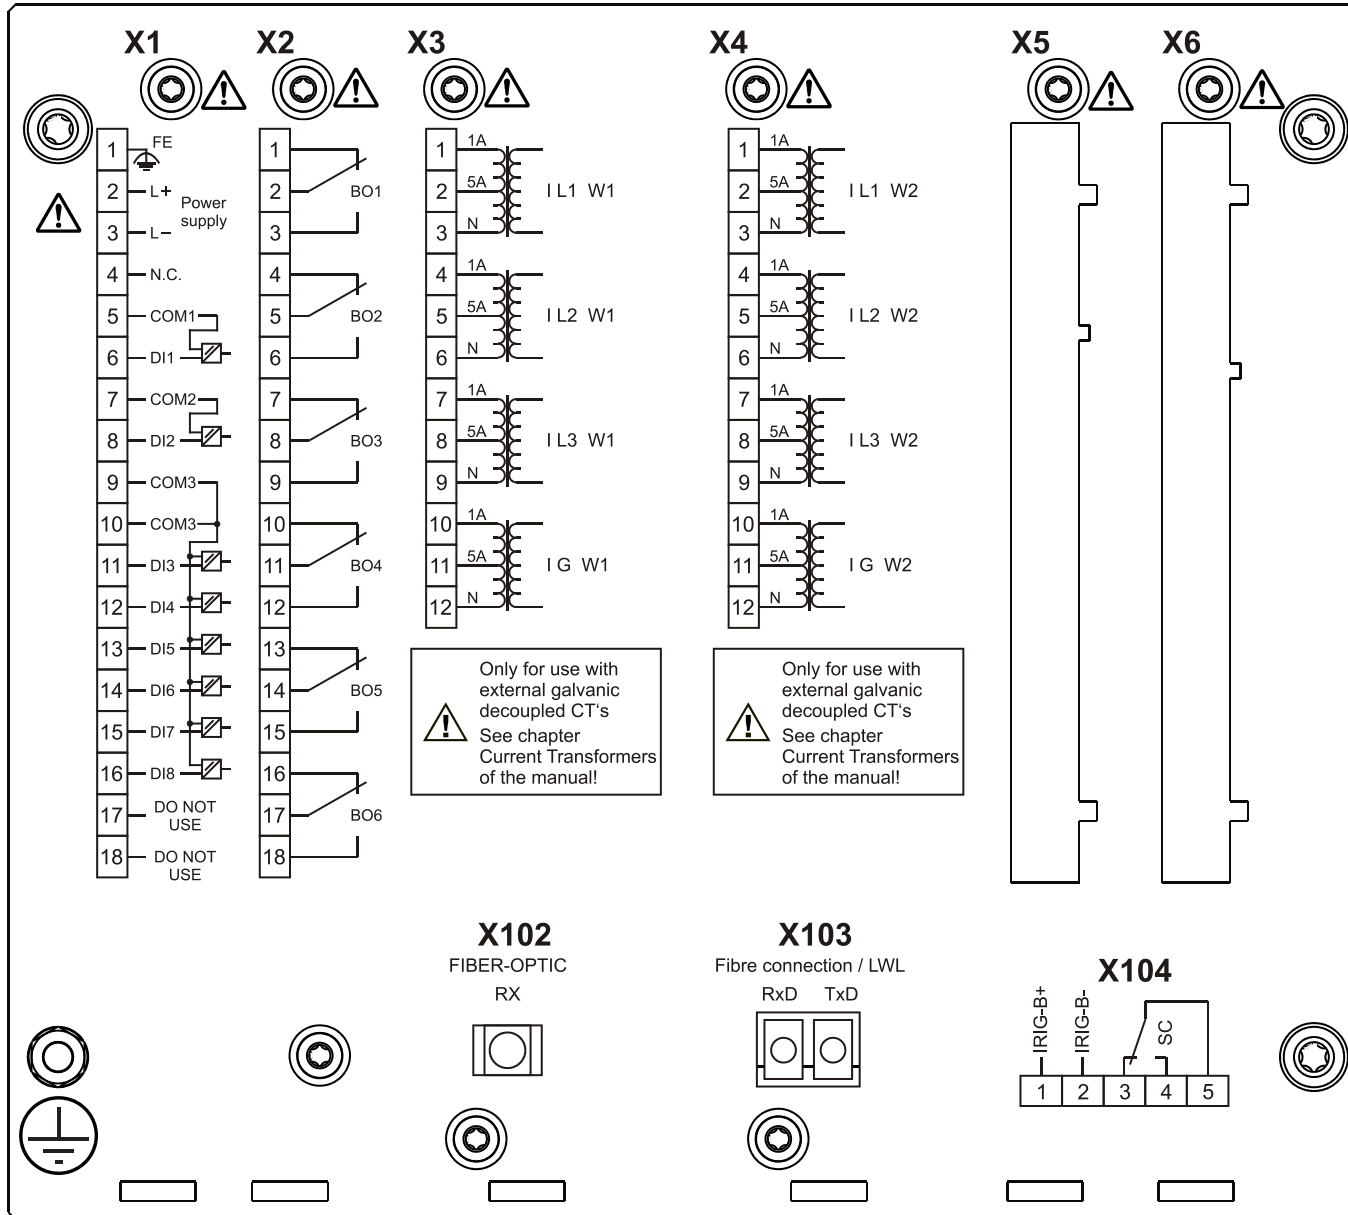 X1 X2 X3 X4 X5 X6
1 FE
2 L+
3 L–
Power
supply
4 N.C.
5 COM1
6 DI1
7 COM2
8 DI2
9 COM3
10 COM3
11 DI3
12 DI4
13 DI5
14 DI6
15 DI7
16 DI8
17 DO NOT
USE
18 DO NOT
USE
1
2 BO1
3
4
5 BO2
6
7
8 BO3
9
10
11 BO4
12
13
14 BO5
15
16
17 BO6
18
1 1A
2 5A I L1 W1
3 N
4 1A
5 5A I L2 W1
6 N
7 1A
8 5A I L3 W1
9 N
10 1A
11 5A I G W1
12 N
Only for use with
external galvanic
decoupled CT‘s
See chapter
Current Transformers
of the manual!
1 1A
2 5A I L1 W2
3 N
4 1A
5 5A I L2 W2
6 N
7 1A
8 5A I L3 W2
9 N
10 1A
11 5A I G W2
12 N
Only for use with
external galvanic
decoupled CT‘s
See chapter
Current Transformers
of the manual!
X102
FIBER-OPTIC
RX
X103
Fibre connection / LWL
RxD TxD
X104
IRIG-B+
IRIG-B-
SC
1 2 3 4 5